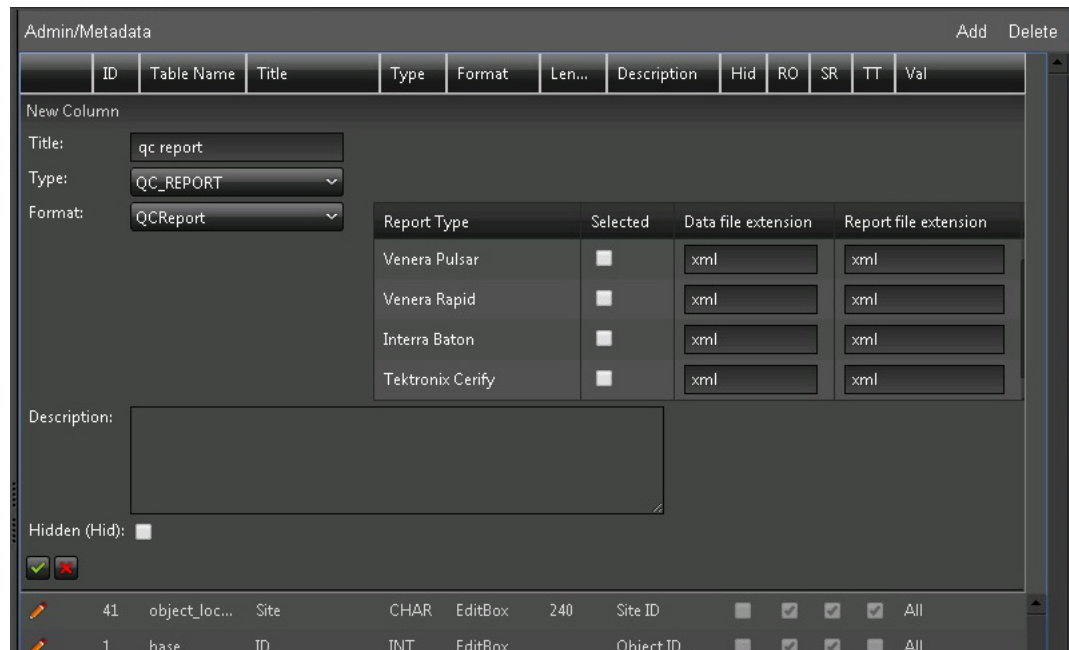 Admin/Metadata Add Delete
ID Table Name Title Type Format Len... Description Hid RO SR TT Val
New Column
Title: qc report
Type: QC_REPORT
Format: QCReport
Report Type Selected Data file extension Report file extension
Venera Pulsar xml xml
Venera Rapid xml xml
Interra Baton xml xml
Tektronix Cerify xml xml
Description:
Hidden (Hid):
41 object_loc... Site CHAR EditBox 240 Site ID All
1 base ID INT EditBox Object ID All